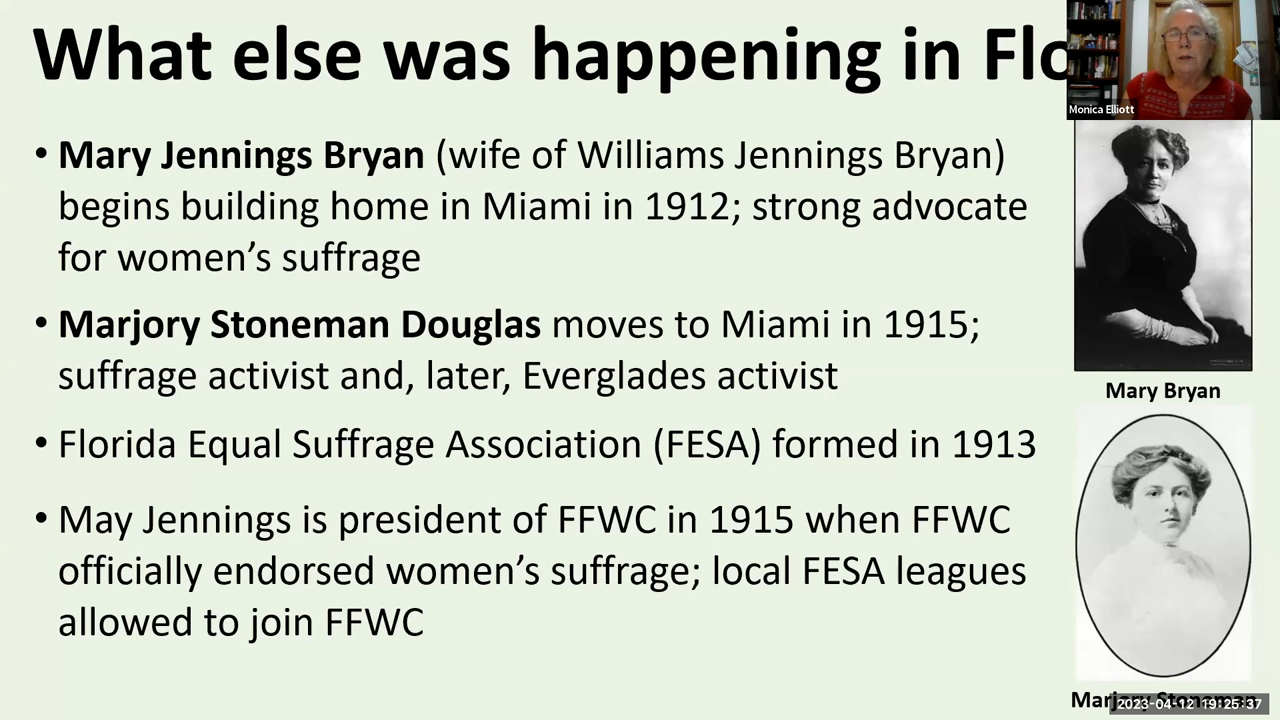 What else was happening in Flo
Monica Elliott
• Mary Jennings Bryan (wife of Williams Jennings Bryan)
begins building home in Miami in 1912; strong advocate
for women’s suffrage
• Marjory Stoneman Douglas moves to Miami in 1915;
suffrage activist and, later, Everglades activist
• Florida Equal Suffrage Association (FESA) formed in 1913
• May Jennings is president of FFWC in 1915 when FFWC
officially endorsed women’s suffrage; local FESA leagues
allowed to join FFWC
Mary Bryan
Marjory Stoneman
2023-04-12 19:25:37